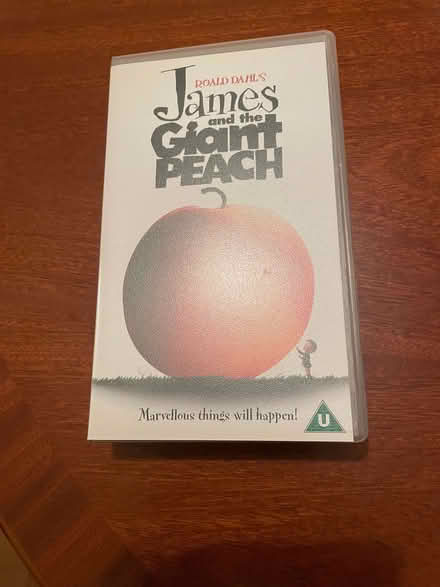 ROALD DAHL'S
James
and the
Giant
PEACH
Marvellous things will happen!
U